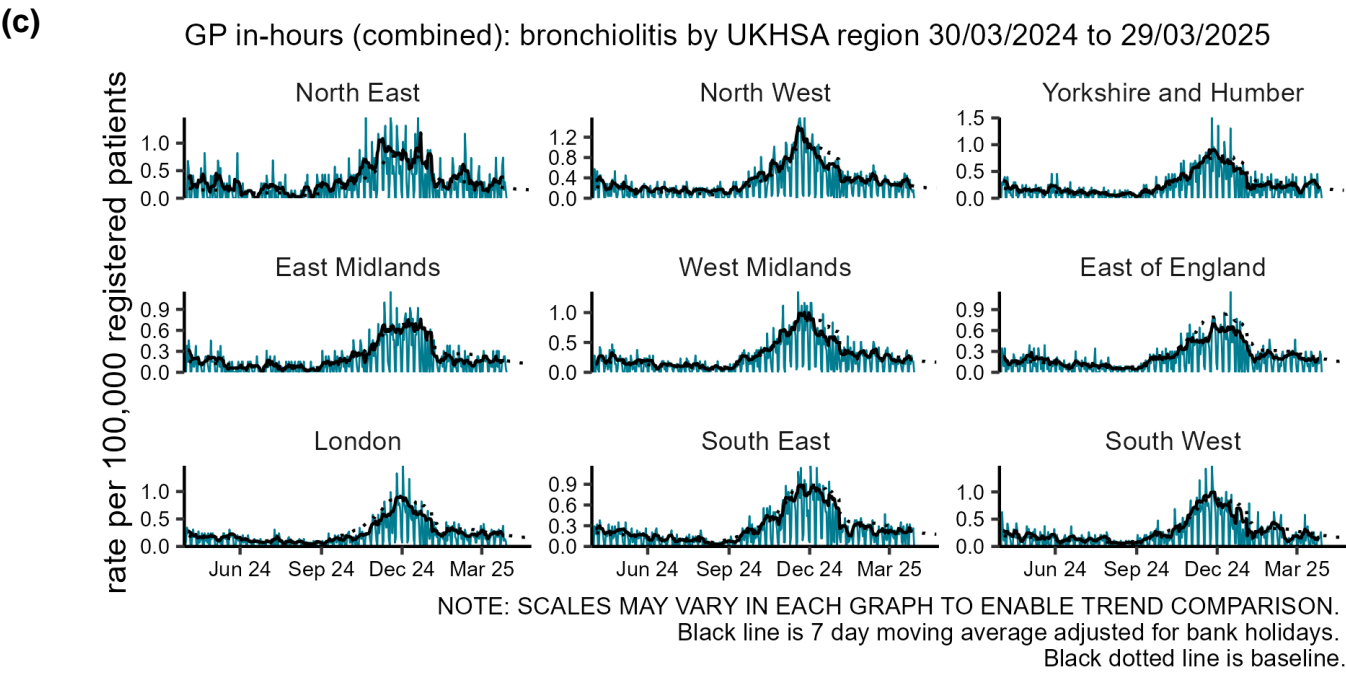 (c)
GP in-hours (combined): bronchiolitis by UKHSA region 30/03/2024 to 29/03/2025
rate per 100,000 registered patients
North East
1.0
0.5
0.0
North West
1.2
0.8
0.4
0.0
Yorkshire and Humber
1.5
1.0
0.5
0.0
East Midlands
0.9
0.6
0.3
0.0
West Midlands
1.0
0.5
0.0
East of England
0.9
0.6
0.3
0.0
London
1.0
0.5
0.0
Jun 24 Sep 24 Dec 24 Mar 25
South East
0.9
0.6
0.3
0.0
Jun 24 Sep 24 Dec 24 Mar 25
South West
1.0
0.5
0.0
Jun 24 Sep 24 Dec 24 Mar 25
NOTE: SCALES MAY VARY IN EACH GRAPH TO ENABLE TREND COMPARISON.
Black line is 7 day moving average adjusted for bank holidays.
Black dotted line is baseline.